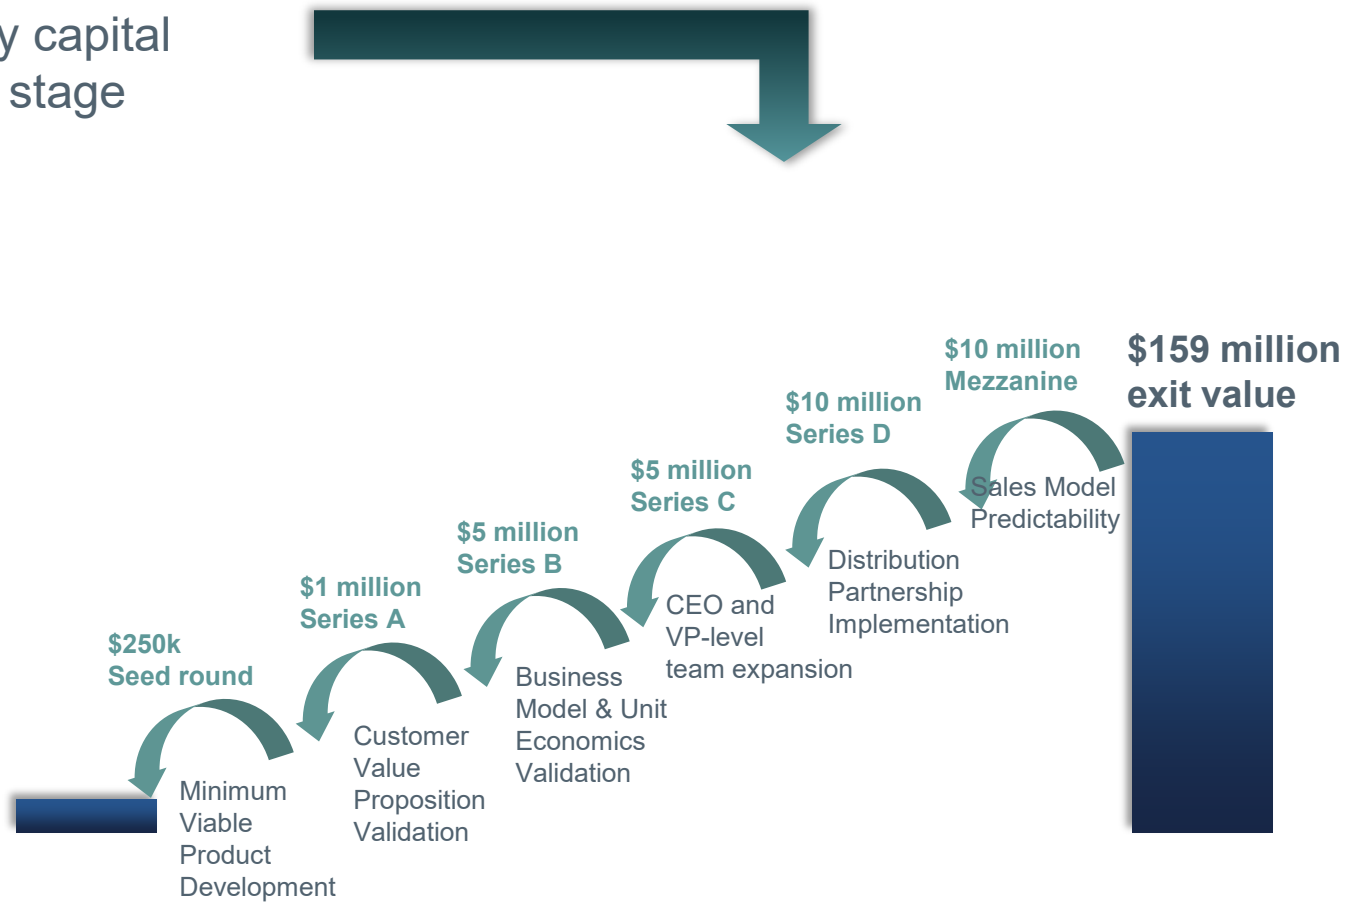 y capital
stage
$10 million
Mezzanine
$159 million
exit value
$10 million
Series D
Sales Model
Predictability
$5 million
Series C
Distribution
Partnership
Implementation
$5 million
Series B
CEO and
VP-level
team expansion
$1 million
Series A
Business
Model & Unit
Economics
Validation
$250k
Seed round
Customer
Value
Proposition
Validation
Minimum
Viable
Product
Development